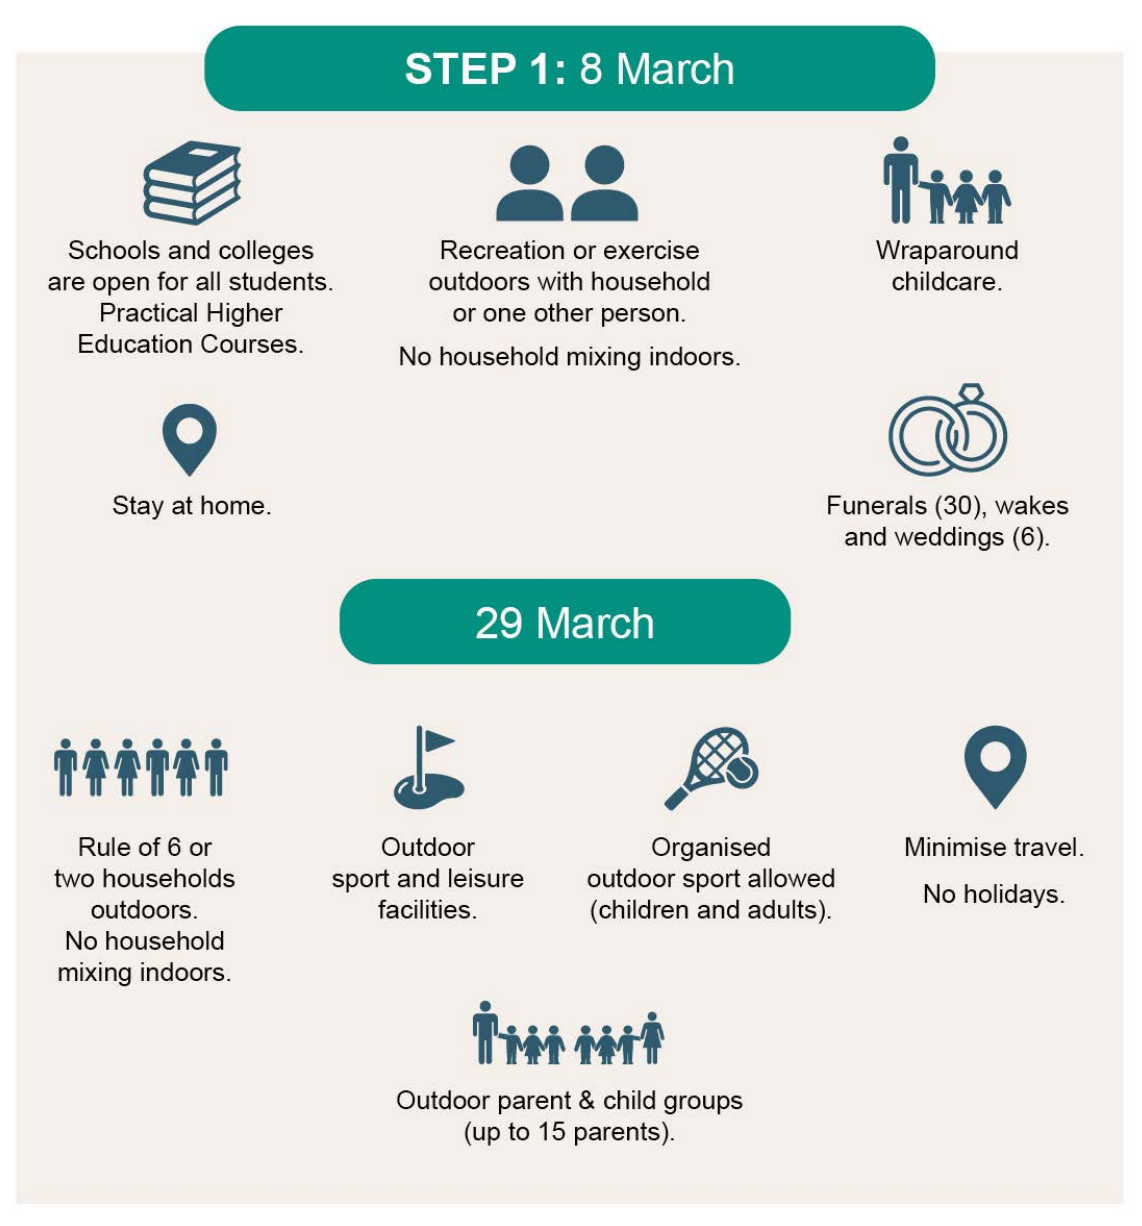 STEP 1: 8 March
Schools and colleges
are open for all students.
Practical Higher
Education Courses.
Recreation or exercise
outdoors with household
or one other person.
No household mixing indoors.
Wraparound
childcare.
Stay at home.
Funerals (30), wakes
and weddings (6).
29 March
Rule of 6 or
two households
outdoors.
No household
mixing indoors.
Outdoor
sport and leisure
facilities.
Organised
outdoor sport allowed
(children and adults).
Minimise travel.
No holidays.
Outdoor parent & child groups
(up to 15 parents).